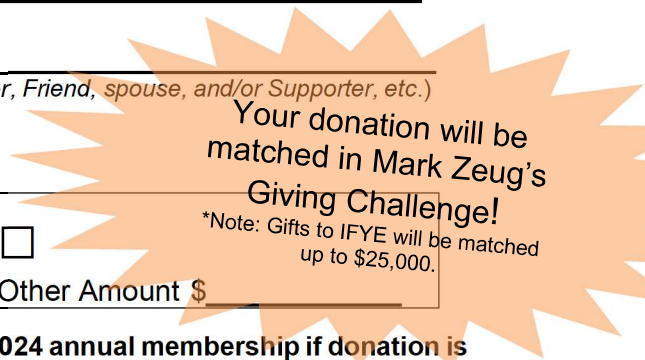 r, Friend, spouse, and/or Supporter, etc.)
Your donation will be
matched in Mark Zeug's
Giving Challenge!
*Note: Gifts to IFYE will be matched
up to $25,000.
Other Amount $
024 annual membership if donation is